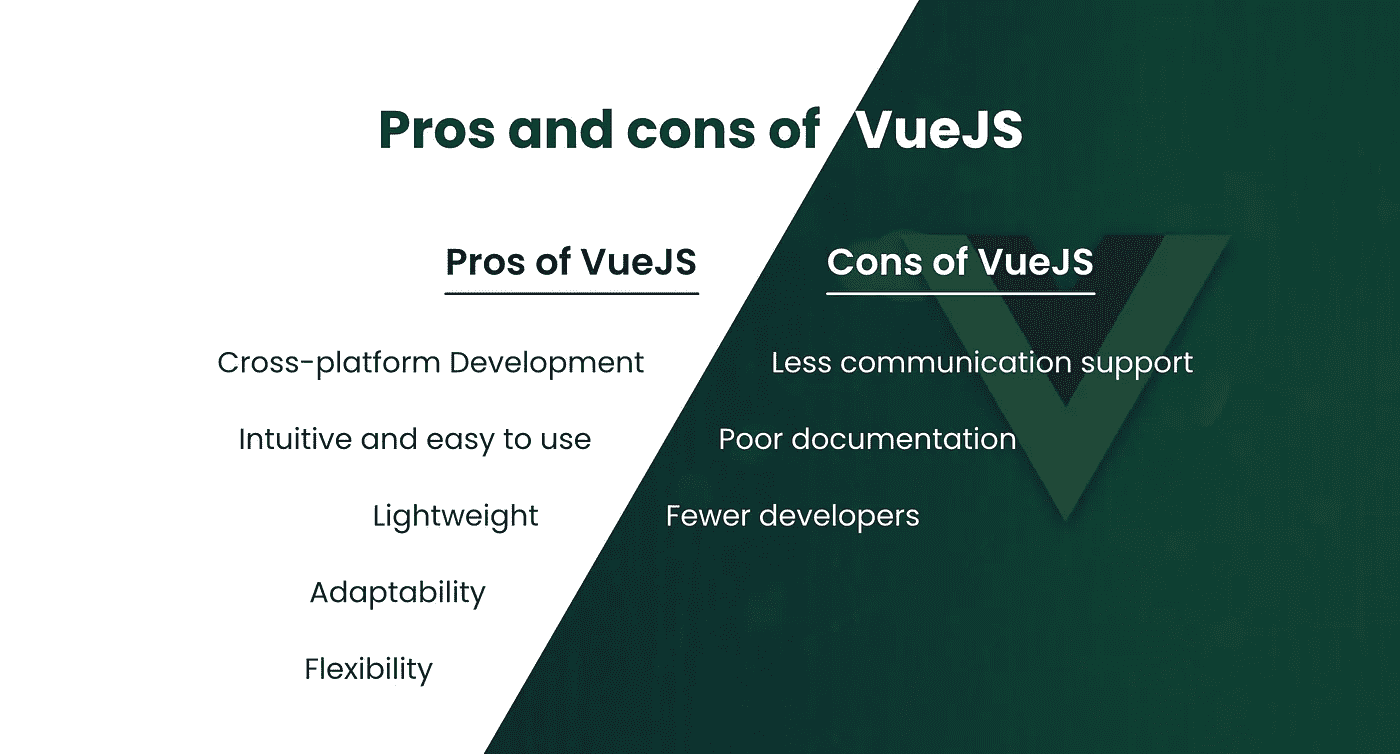 Pros and cons of VueJS
Pros of VueJS
Cross-platform Development
Intuitive and easy to use
Lightweight
Adaptability
Flexibility
Cons of VueJS
Less communication support
Poor documentation
Fewer developers